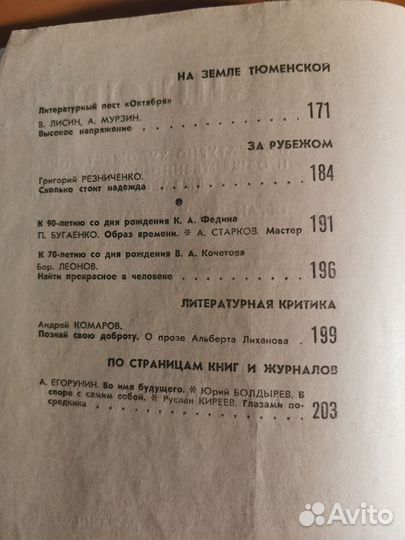 НА ЗЕМЛЕ ТЮМЕНСКОЙ
Литературный пост «Октября»
В. ЛИСИН, А. МУРЗИН.
Высокое напряжение
171
ЗА РУБЕЖОМ
Григорий РЕЗНИЧЕНКО.
Сколько стоит надежда
184
К 90-летию со дня рождения К. А. Федина
П. БУГАЕНКО. Образ времени. * А. СТАРКОВ. Мастер
191
К 70-летию со дня рождения В. А. Кочетова
Бор. ЛЕОНОВ.
Найти прекрасное в человеке
196
ЛИТЕРАТУРНАЯ КРИТИКА
Андрей КОМАРОВ.
Познай свою доброту. О прозе Альберта Лиханова
199
ПО СТРАНИЦАМ КНИГ И ЖУРНАЛОВ
А. ЕГОРУНИН. Во имя будущего. * Юрий БОЛДЫРЕВ. В
споре с самим собой. * Руслан КИРЕЕВ. Глазами по-
средника
203
Avito